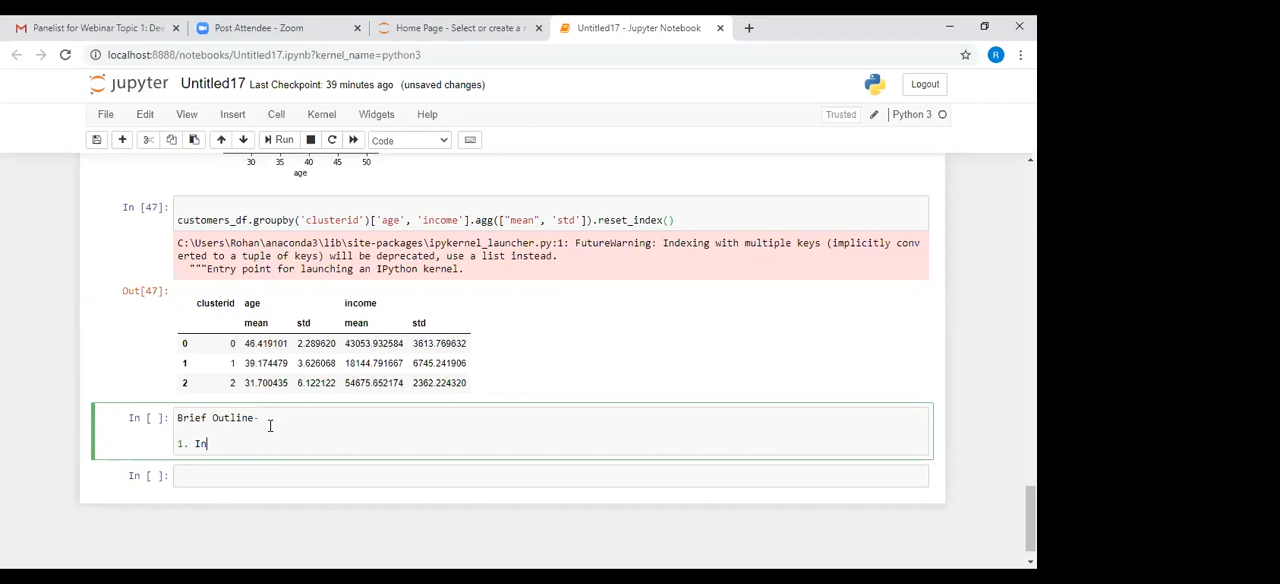 Panelist for Webinar Topic 1: Dee
Post Attendee - Zoom
Home Page - Select or create a n
Untitled17 - Jupyter Notebook
localhost:8888/notebooks/Untitled17.ipynb?kernel_name=python3
R
jupyter Untitled17 Last Checkpoint: 39 minutes ago (unsaved changes)
Logout
File Edit View Insert Cell Kernel Widgets Help
Trusted Python 3
Run Code
30 35 40 45 50
age
In [47]:
customers_df.groupby('clusterid')['age', 'income'].agg(["mean", 'std']).reset_index()
C:\Users\Rohan\anaconda3\lib\site-packages\ipykernel_launcher.py:1: FutureWarning: Indexing with multiple keys (implicitly conv
erted to a tuple of keys) will be deprecated, use a list instead.
"""Entry point for launching an IPython kernel.
Out[47]:
clusterid age income
mean std mean std
0 0 46.419101 2.289620 43053.932584 3613.769632
1 1 39.174479 3.626068 18144.791667 6745.241906
2 2 31.700435 6.122122 54675.652174 2362.224320
In [ ]: Brief Outline-
1. In
In [ ]: